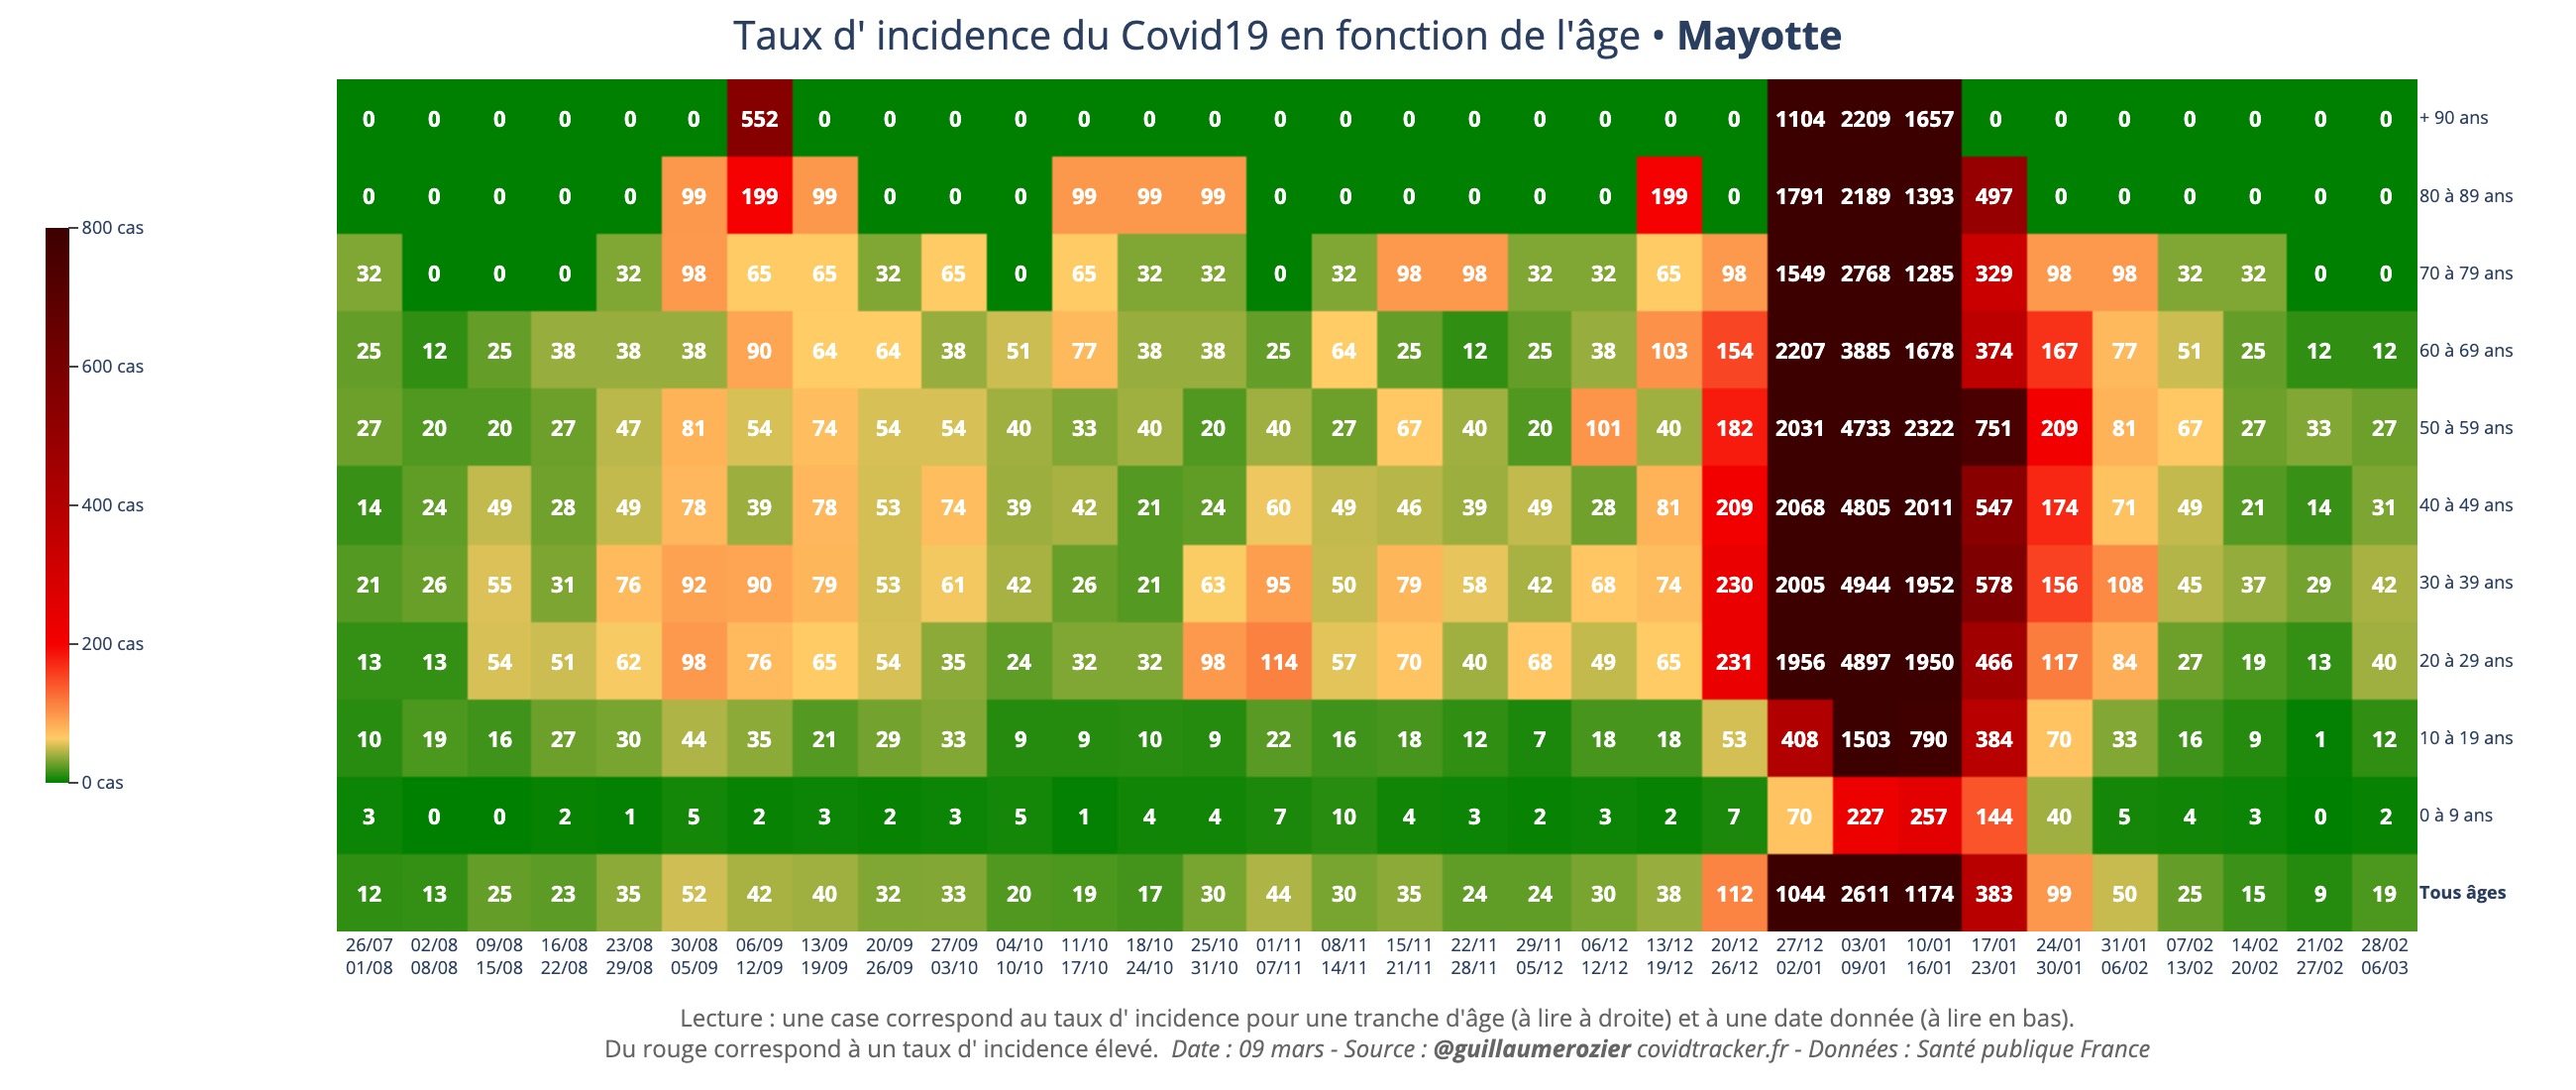 Taux d' incidence du Covid19 en fonction de l'âge • Mayotte
0 0 0 0 0 0 552 0 0 0 0 0 0 0 0 0 0 0 0 0 0 0 1104 2209 1657 0 0 0 0 0 0 0 + 90 ans
0 0 0 0 0 99 199 99 0 0 0 99 99 99 0 0 0 0 0 0 199 0 1791 2189 1393 497 0 0 0 0 0 0 80 à 89 ans
800 cas
32 0 0 0 32 98 65 65 32 65 0 65 32 32 0 32 98 98 32 32 65 98 1549 2768 1285 329 98 98 32 32 0 0 70 à 79 ans
25 12 25 38 38 38 90 64 64 38 51 77 38 38 25 64 25 12 25 38 103 154 2207 3885 1678 374 167 77 51 25 12 12 60 à 69 ans
600 cas
27 20 20 27 47 81 54 74 54 54 40 33 40 20 40 27 67 40 20 101 40 182 2031 4733 2322 751 209 81 67 27 33 27 50 à 59 ans
400 cas
14 24 49 28 49 78 39 78 53 74 39 42 21 24 60 49 46 39 49 28 81 209 2068 4805 2011 547 174 71 49 21 14 31 40 à 49 ans
21 26 55 31 76 92 90 79 53 61 42 26 21 63 95 50 79 58 42 68 74 230 2005 4944 1952 578 156 108 45 37 29 42 30 à 39 ans
200 cas
13 13 54 51 62 98 76 65 54 35 24 32 32 98 114 57 70 40 68 49 65 231 1956 4897 1950 466 117 84 27 19 13 40 20 à 29 ans
10 19 16 27 30 44 35 21 29 33 9 9 10 9 22 16 18 12 7 18 18 53 408 1503 790 384 70 33 16 9 1 12 10 à 19 ans
0 cas
3 0 0 2 1 5 2 3 2 3 5 1 4 4 7 10 4 3 2 3 2 7 70 227 257 144 40 5 4 3 0 2 0 à 9 ans
12 13 25 23 35 52 42 40 32 33 20 19 17 30 44 30 35 24 24 30 38 112 1044 2611 1174 383 99 50 25 15 9 19 Tous âges
26/07 02/08 09/08 16/08 23/08 30/08 06/09 13/09 20/09 27/09 04/10 11/10 18/10 25/10 01/11 08/11 15/11 22/11 29/11 06/12 13/12 20/12 27/12 03/01 10/01 17/01 24/01 31/01 07/02 14/02 21/02 28/02
01/08 08/08 15/08 22/08 29/08 05/09 12/09 19/09 26/09 03/10 10/10 17/10 24/10 31/10 07/11 14/11 21/11 28/11 05/12 12/12 19/12 26/12 02/01 09/01 16/01 23/01 30/01 06/02 13/02 20/02 27/02 06/03
Lecture : une case correspond au taux d' incidence pour une tranche d'âge (à lire à droite) et à une date donnée (à lire en bas).
Du rouge correspond à un taux d' incidence élevé. Date : 09 mars - Source : @guillaumerozier covidtracker.fr - Données : Santé publique France